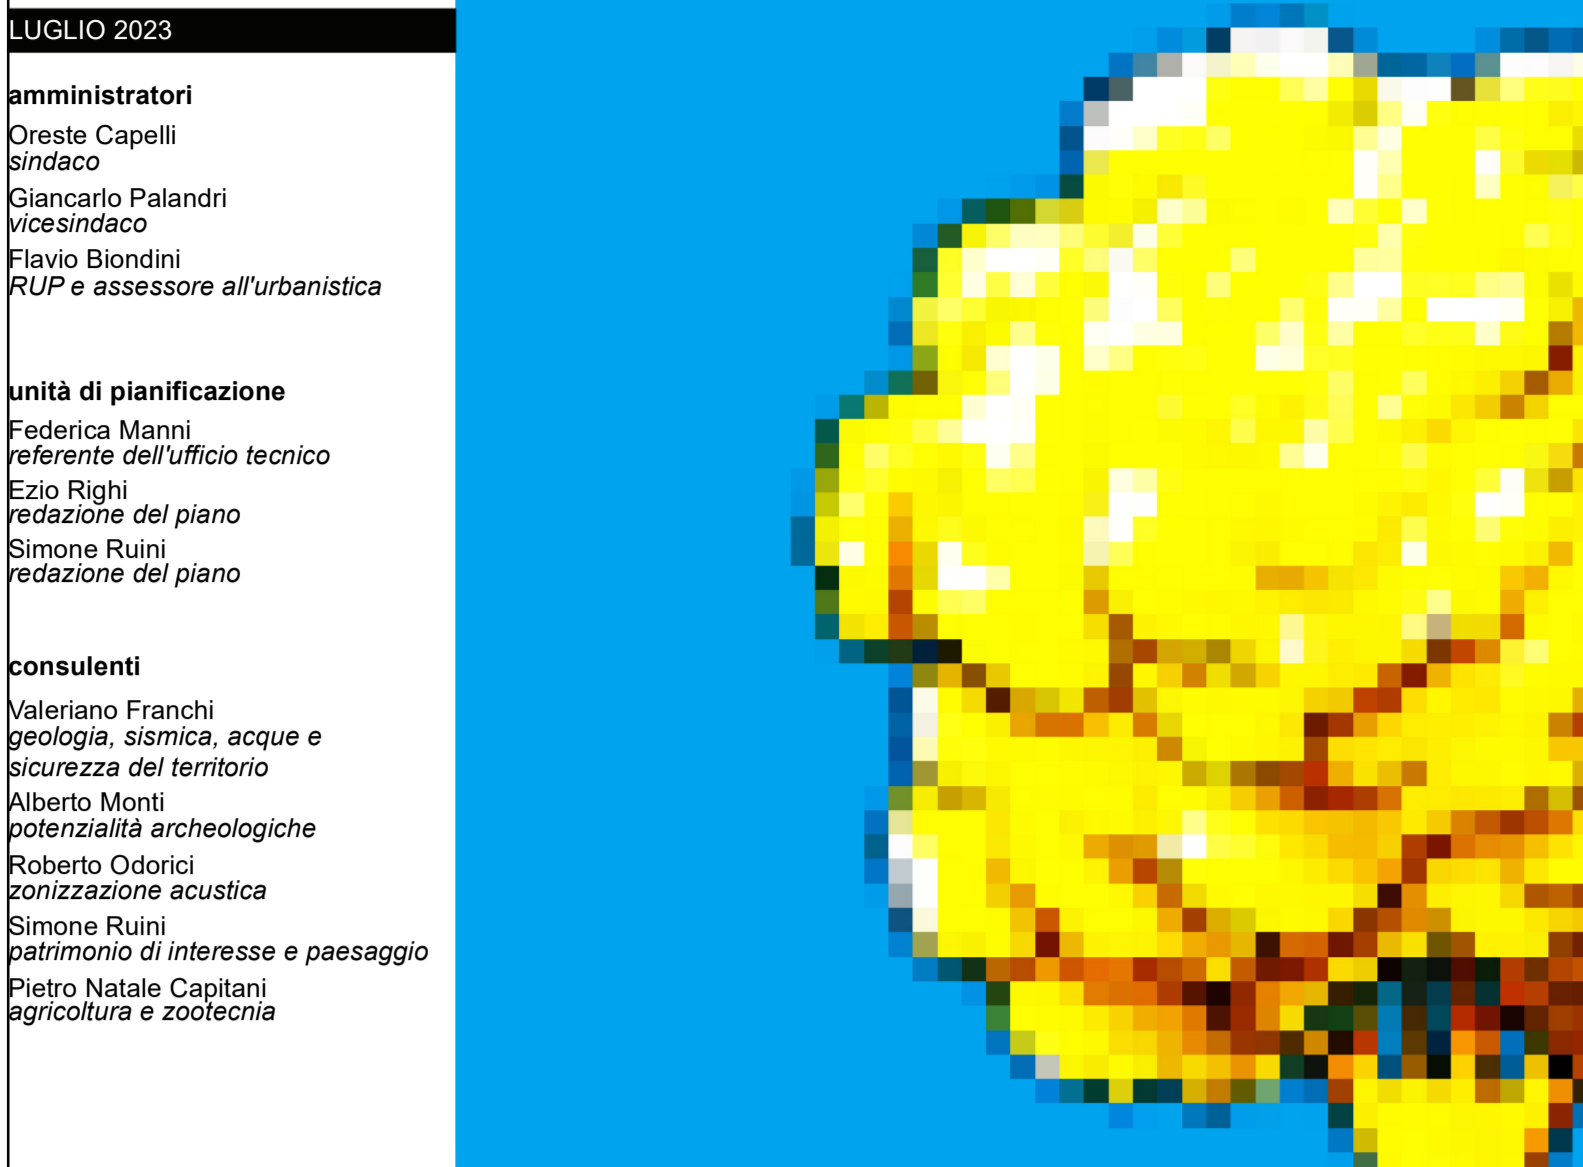 LUGLIO 2023
amministratori
Oreste Capelli
sindaco
Giancarlo Palandri
vicesindaco
Flavio Biondini
RUP e assessore all'urbanistica
unità di pianificazione
Federica Manni
referente dell'ufficio tecnico
Ezio Righi
redazione del piano
Simone Ruini
redazione del piano
consulenti
Valeriano Franchi
geologia, sismica, acque e
sicurezza del territorio
Alberto Monti
potenzialità archeologiche
Roberto Odorici
zonizzazione acustica
Simone Ruini
patrimonio di interesse e paesaggio
Pietro Natale Capitani
agricoltura e zootecnia